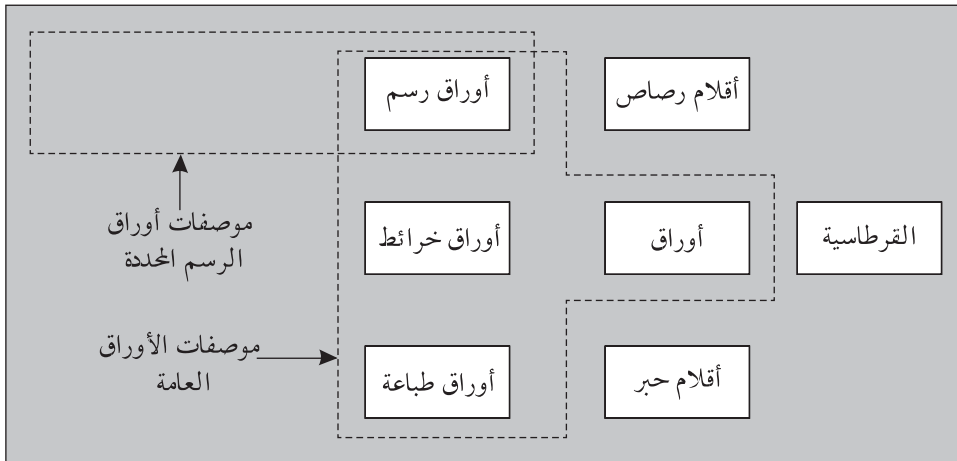 أقلام رصاص
أوراق رسم
القرطاسية
أوراق
أوراق خرائط
موصفات أوراق
الرسم المحددة
أقلام حبر
أوراق طباعة
موصفات الأوراق
العامة